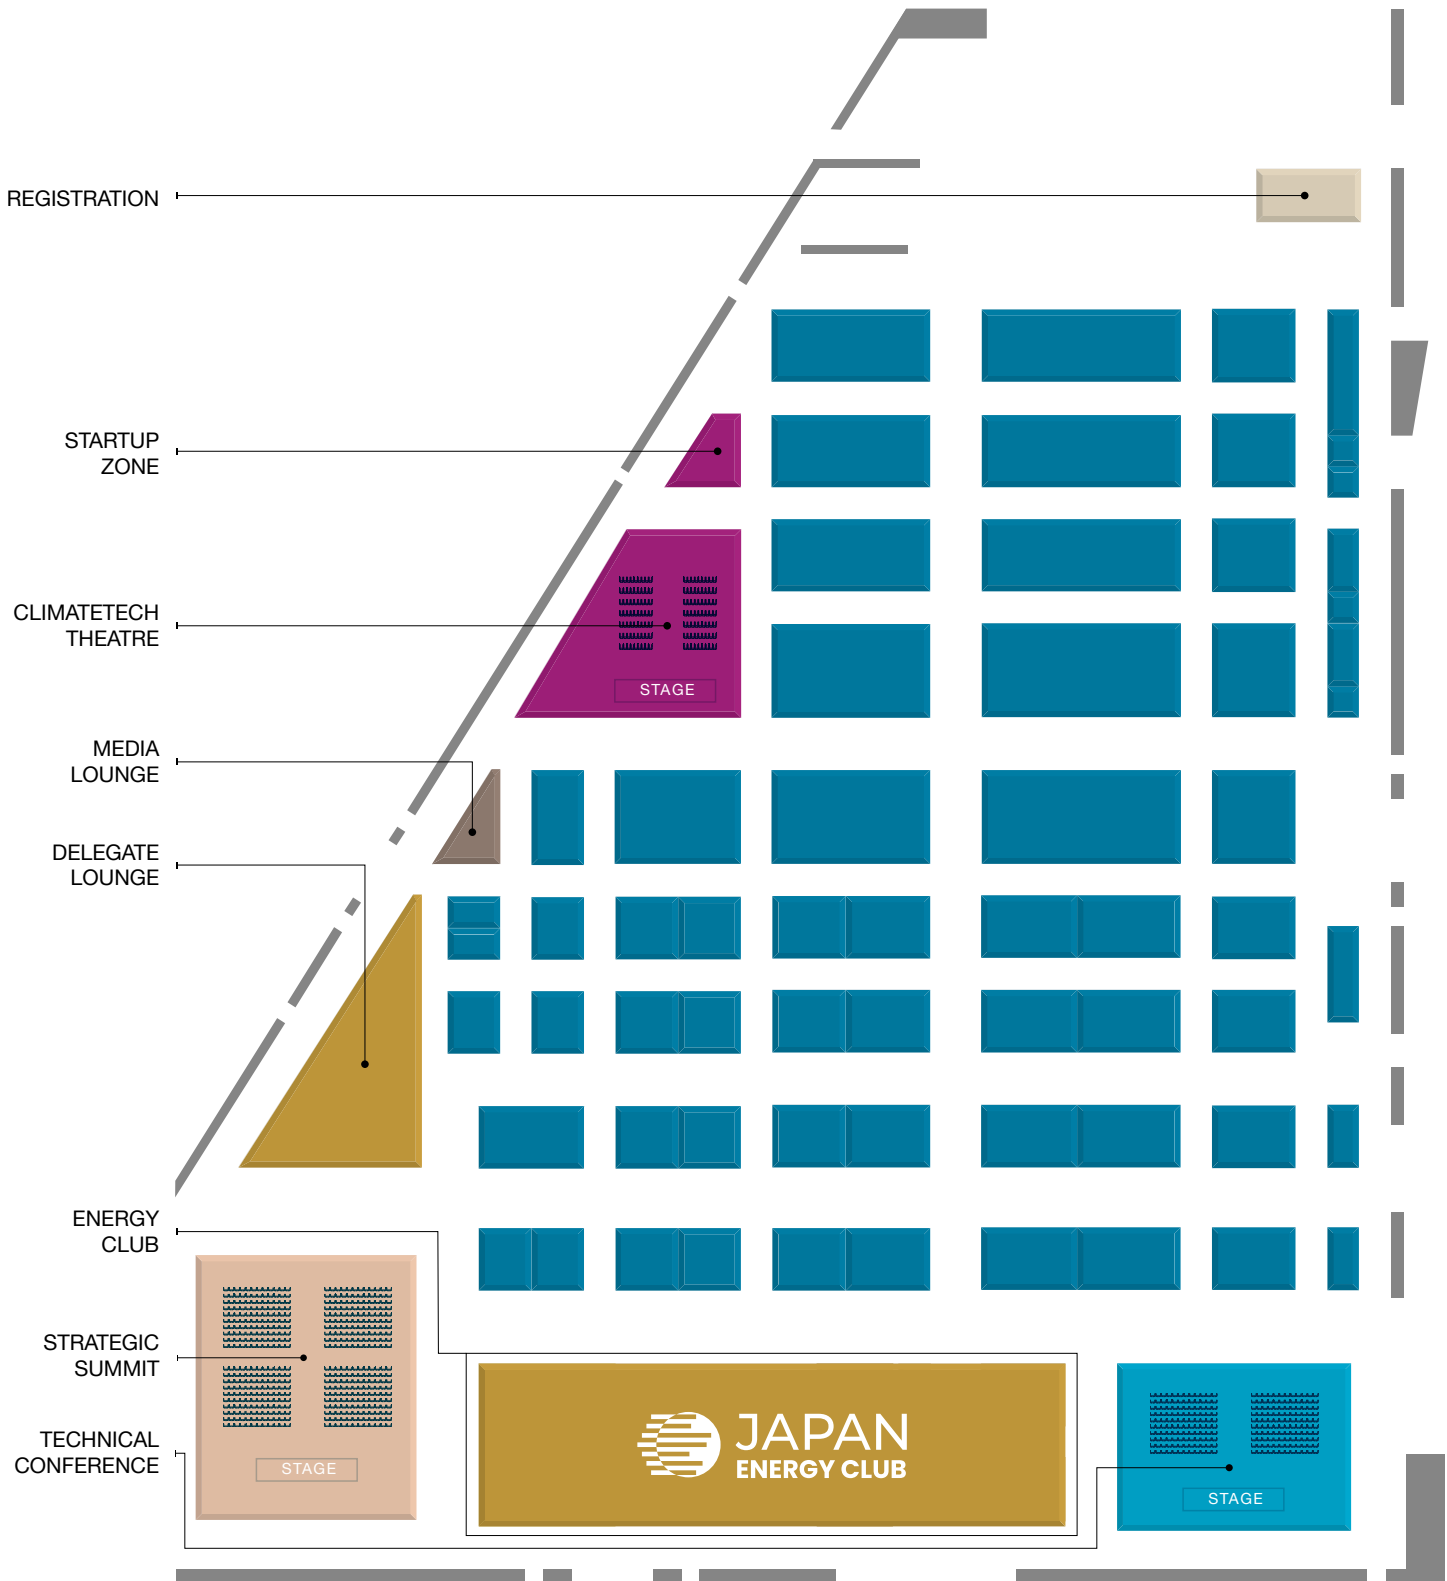 REGISTRATION
STARTUP
ZONE
CLIMATETECH
THEATRE
STAGE
MEDIA
LOUNGE
DELEGATE
LOUNGE
ENERGY
CLUB
STRATEGIC
SUMMIT
STAGE
TECHNICAL
CONFERENCE
JAPAN
ENERGY CLUB
STAGE